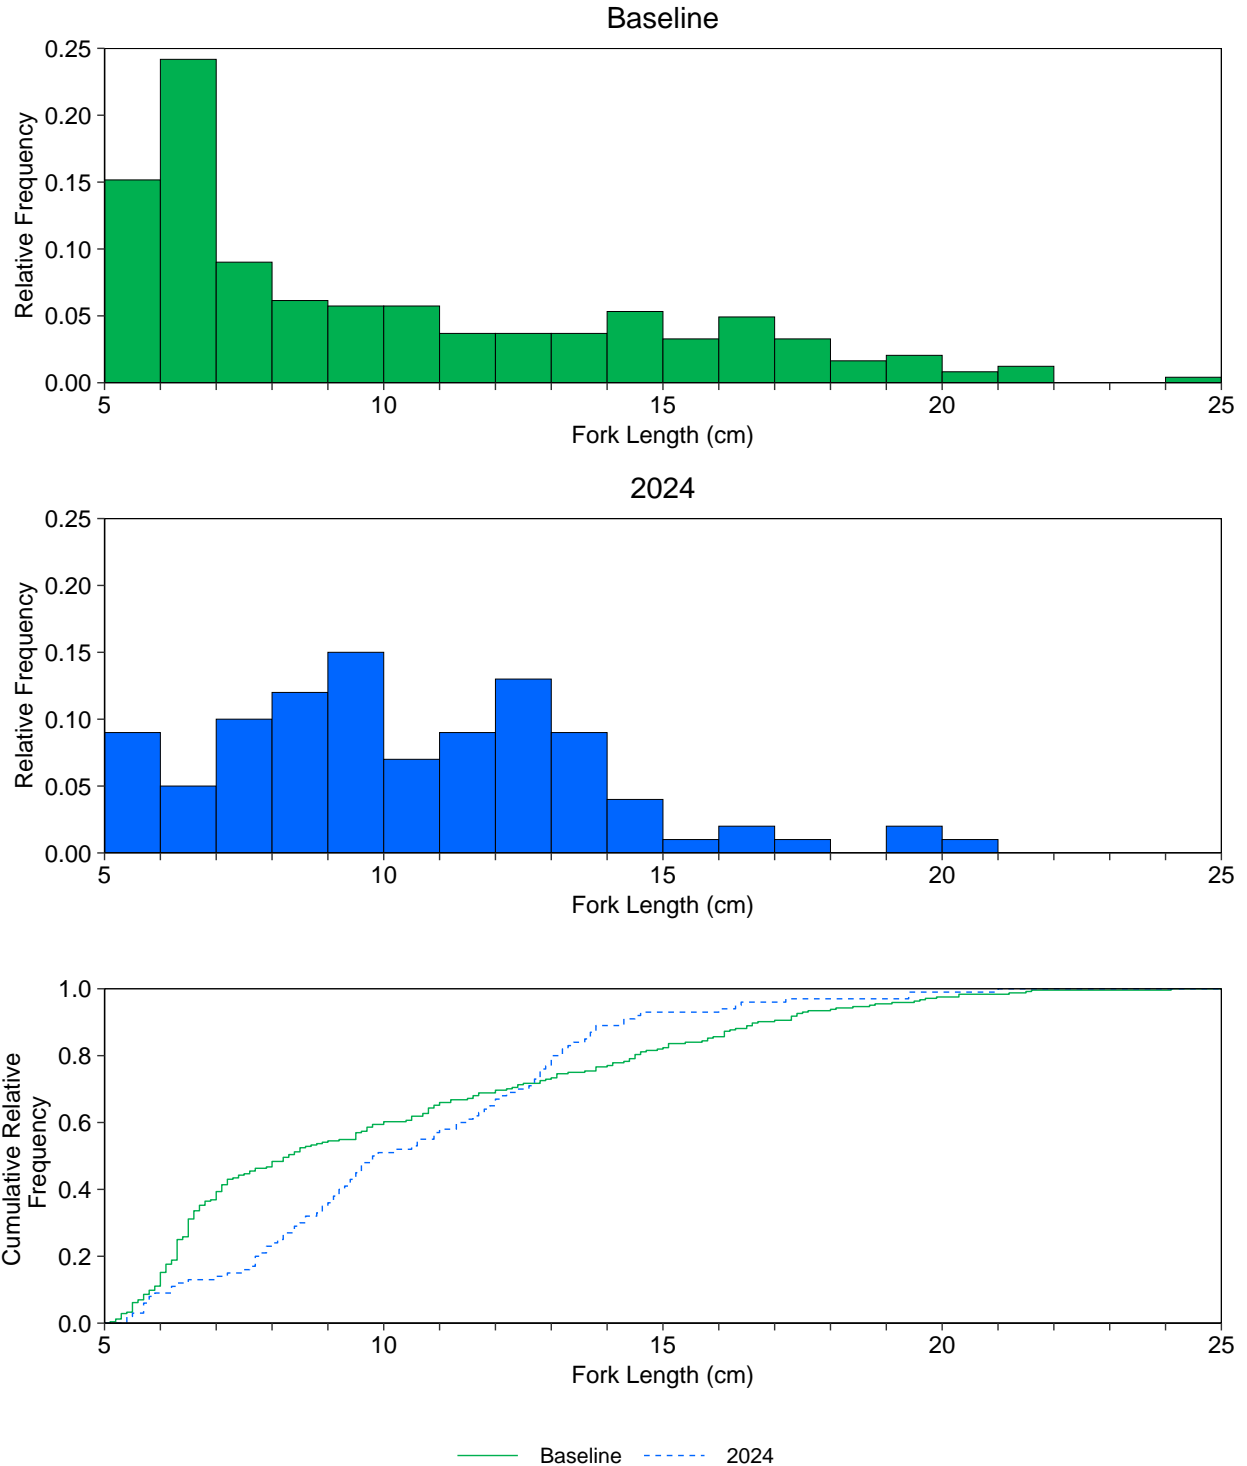 Baseline
Relative Frequency
0.25
0.20
0.15
0.10
0.05
0.00
5 10 15 20 25
Fork Length (cm)
2024
Relative Frequency
0.25
0.20
0.15
0.10
0.05
0.00
5 10 15 20 25
Fork Length (cm)
Cumulative Relative
Frequency
1.0
0.8
0.6
0.4
0.2
0.0
5 10 15 20 25
Fork Length (cm)
Baseline 2024